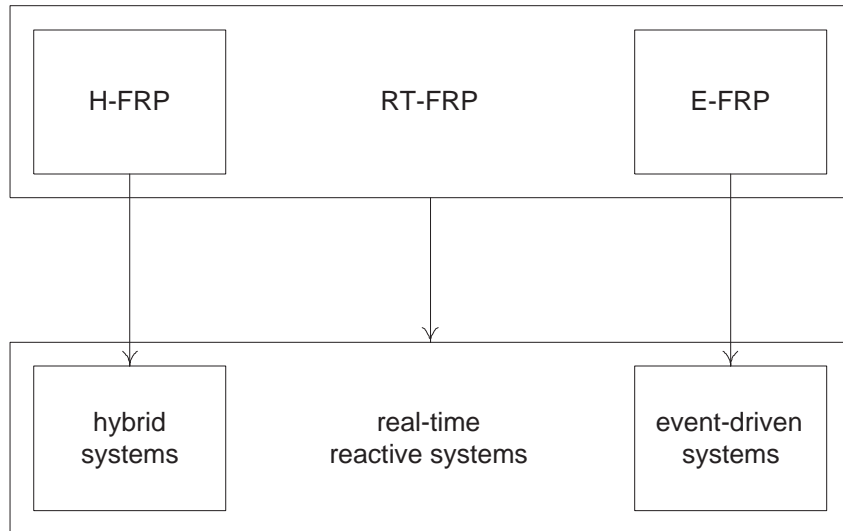 H-FRP
RT-FRP
E-FRP
hybrid
systems
real-time
reactive systems
event-driven
systems